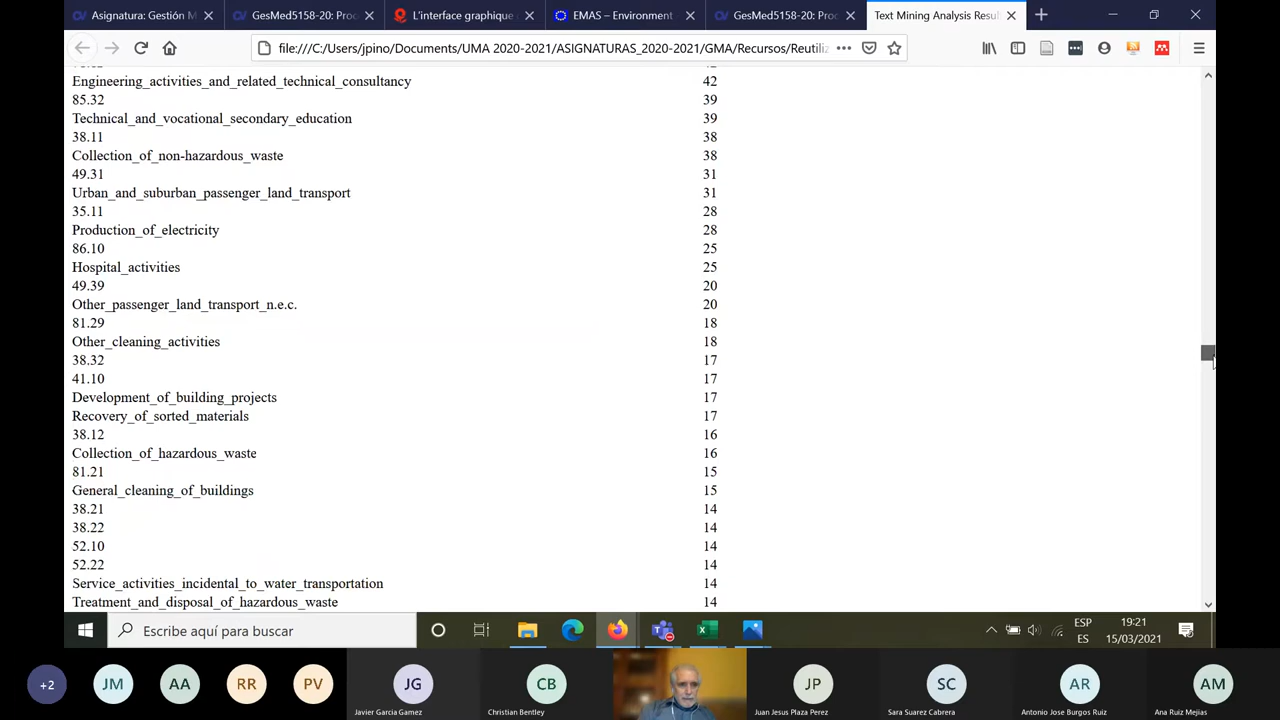 Asignatura: Gestión M
GesMed5158-20: Pro
L'interface graphique
EMAS – Environment
GesMed5158-20: Pro
Text Mining Analysis Resu
file:///C:/Users/jpino/Documents/UMA 2020-2021/ASIGNATURAS_2020-2021/GMA/Recursos/Reutiliz
Engineering_activities_and_related_technical_consultancy 42
85.32 39
Technical_and_vocational_secondary_education 39
38.11 38
Collection_of_non-hazardous_waste 38
49.31 31
Urban_and_suburban_passenger_land_transport 31
35.11 28
Production_of_electricity 28
86.10 25
Hospital_activities 25
49.39 20
Other_passenger_land_transport_n.e.c. 20
81.29 18
Other_cleaning_activities 18
38.32 17
41.10 17
Development_of_building_projects 17
Recovery_of_sorted_materials 17
38.12 16
Collection_of_hazardous_waste 16
81.21 15
General_cleaning_of_buildings 15
38.21 14
38.22 14
52.10 14
52.22 14
Service_activities_incidental_to_water_transportation 14
Treatment_and_disposal_of_hazardous_waste 14
Escribe aquí para buscar
ESP
ES
19:21
15/03/2021
+2
JM
AA
RR
PV
JG
Javier Garcia Gamez
CB
Christian Bentley
JP
Juan Jesus Plaza Perez
SC
Sara Suarez Cabrera
AR
Antonio Jose Burgos Ruiz
AM
Ana Ruiz Mejias